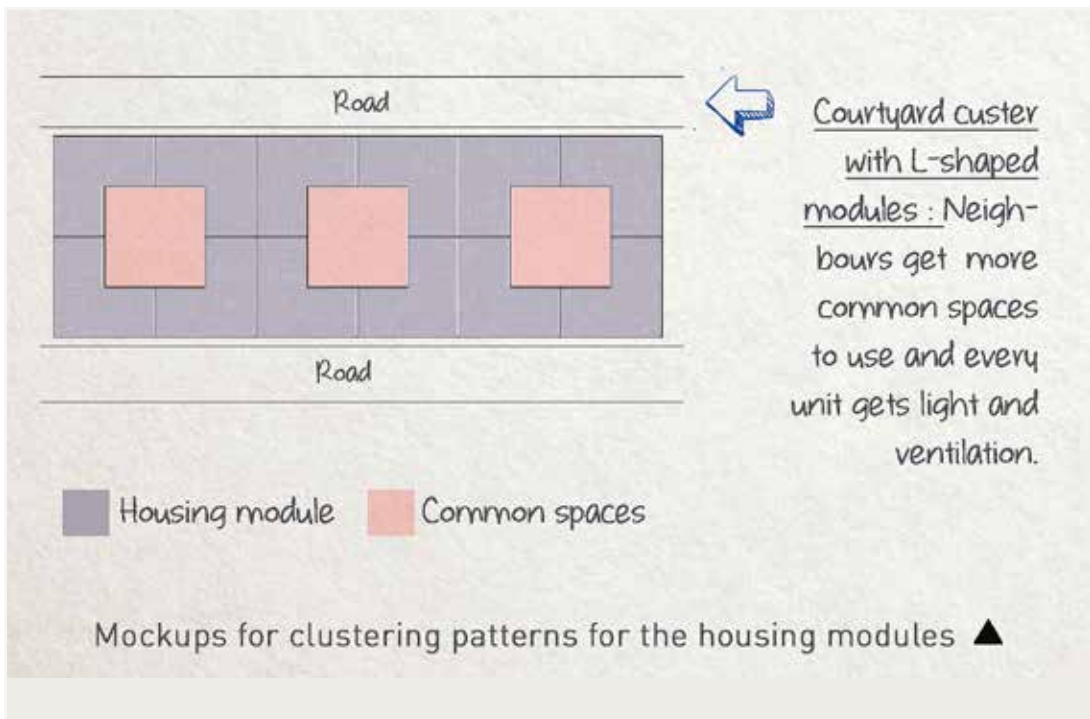 Road
Courtyard custer
with L-shaped
modules : Neigh-
bours get more
common spaces
to use and every
unit gets light and
ventilation.
Road
Housing module
Common spaces
Mockups for clustering patterns for the housing modules